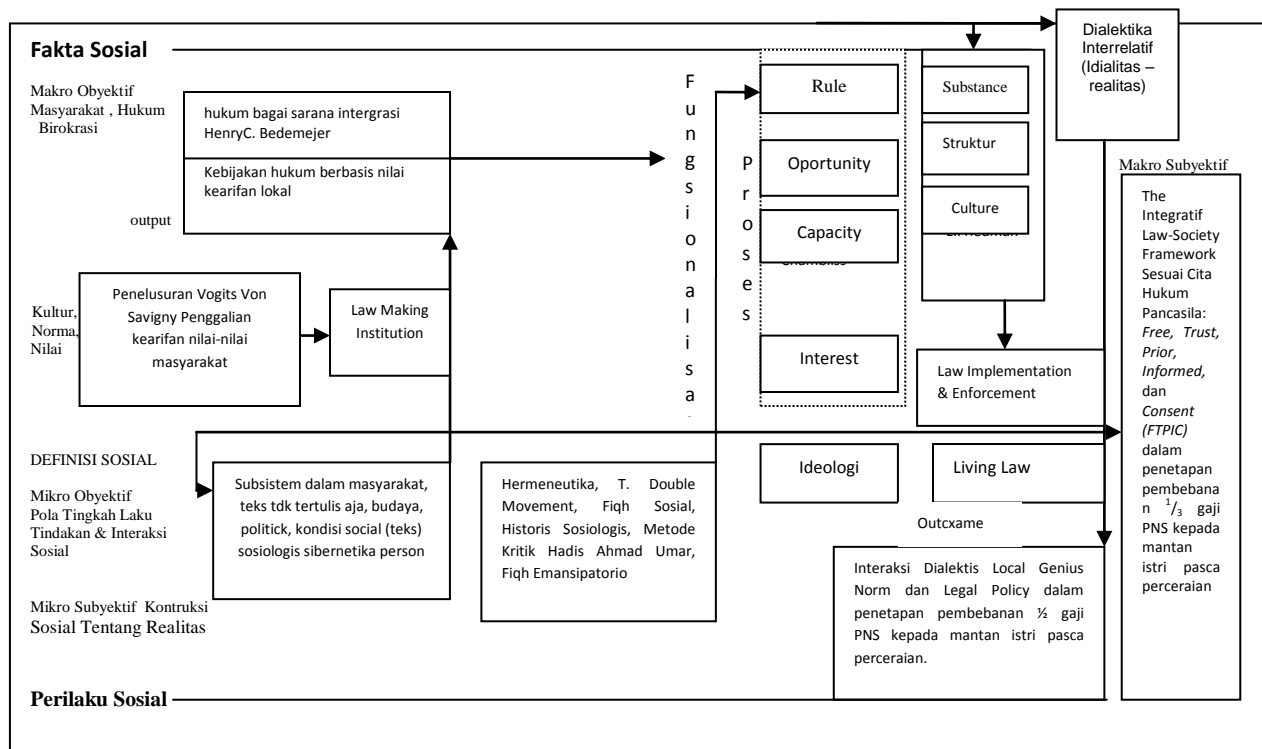 Fakta Sosial
Makro Obyektif
Masyarakat , Hukum
Birokrasi
output
hukum bagai sarana intergrasi
HenryC. Bedemejer
Kebijakan hukum berbasis nilai
kearifan lokal
Kultur,
Norma,
Nilai
Penelusuran Vogits Von
Savigny Penggalian
kearifan nilai-nilai
masyarakat
Law Making
Institution
F
u
n
g
s
i
o
n
a
l
i
s
a
P
r
o
s
e
s
Rule
Oportunity
Capacity
Interest
Substance
Struktur
Culture
Law Implementation
& Enforcement
Dialektika
Interrelatif
(Idialitas –
realitas)
Makro Subyektif
The
Integratif
Law-Society
Framework
Sesuai Cita
Hukum
Pancasila:
Free, Trust,
Prior,
Informed,
dan
Consent
(FTPIC)
dalam
penetapan
pembebana
n 1/3 gaji
PNS kepada
mantan
istri pasca
perceraian
DEFINISI SOSIAL
Mikro Obyektif
Pola Tingkah Laku
Tindakan & Interaksi
Sosial
Mikro Subyektif Kontruksi
Sosial Tentang Realitas
Subsistem dalam masyarakat,
teks tdk tertulis aja, budaya,
politick, kondisi social (teks)
sosiologis sibernetika person
Hermeneutika, T. Double
Movement, Fiqh Sosial,
Historis Sosiologis, Metode
Kritik Hadis Ahmad Umar,
Fiqh Emansipatorio
Ideologi
Living Law
Outcxame
Interaksi Dialektis Local Genius
Norm dan Legal Policy dalam
penetapan pembebanan ½ gaji
PNS kepada mantan istri pasca
perceraian.
Perilaku Sosial